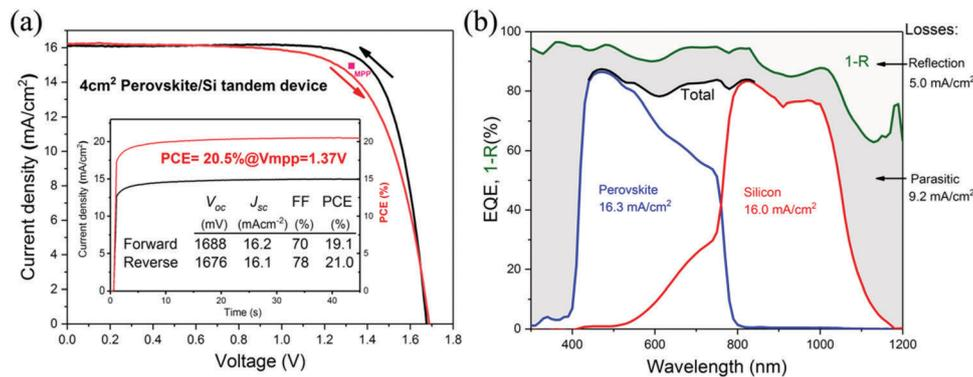 (a)
Current density (mA/cm²)
16
14
12
10
8
6
4
2
0
0.0 0.2 0.4 0.6 0.8 1.0 1.2 1.4 1.6 1.8
Voltage (V)
MPP
4cm² Perovskite/Si tandem device
PCE= 20.5%@Vmpp=1.37V
Voc Jsc FF PCE
(mV) (mAcm⁻²) (%) (%)
Forward 1688 16.2 70 19.1
Reverse 1676 16.1 78 21.0
Current density (mA/cm²)
20
15
10
5
0
0 10 20 30 40
Time (s)
20
15
10
5
0
PCE (%)
(b)
EQE, 1-R(%)
100
80
60
40
20
0
400 600 800 1000 1200
Wavelength (nm)
1-R
Total
Perovskite
16.3 mA/cm²
Silicon
16.0 mA/cm²
Losses:
Reflection
5.0 mA/cm²
Parasitic
9.2 mA/cm²